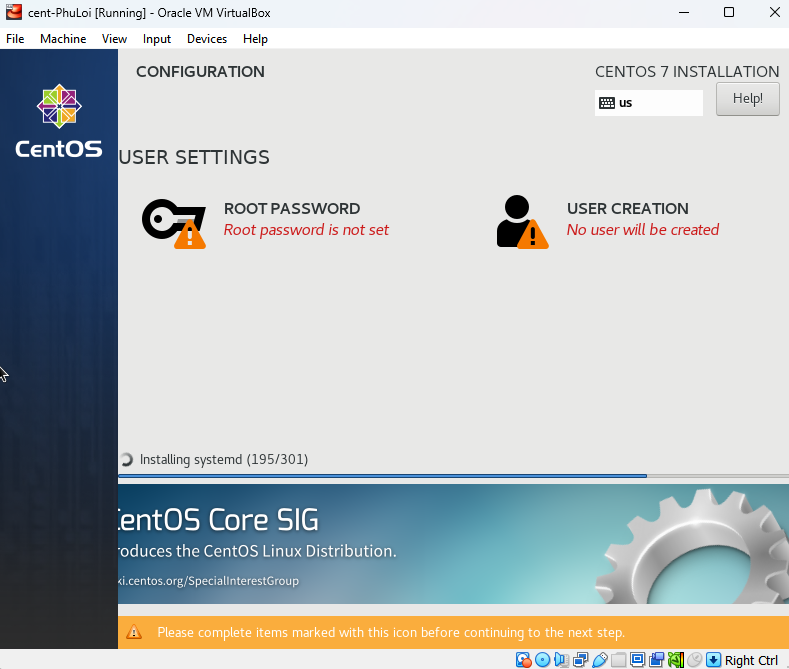 cent-PhuLoi [Running] - Oracle VM VirtualBox
File Machine View Input Devices Help
CentOS
CONFIGURATION
CENTOS 7 INSTALLATION
us
Help!
USER SETTINGS
ROOT PASSWORD
Root password is not set
USER CREATION
No user will be created
Installing systemd (195/301)
CentOS Core SIG
roduces the CentOS Linux Distribution.
ki.centos.org/SpecialInterestGroup
Please complete items marked with this icon before continuing to the next step.
Right Ctrl